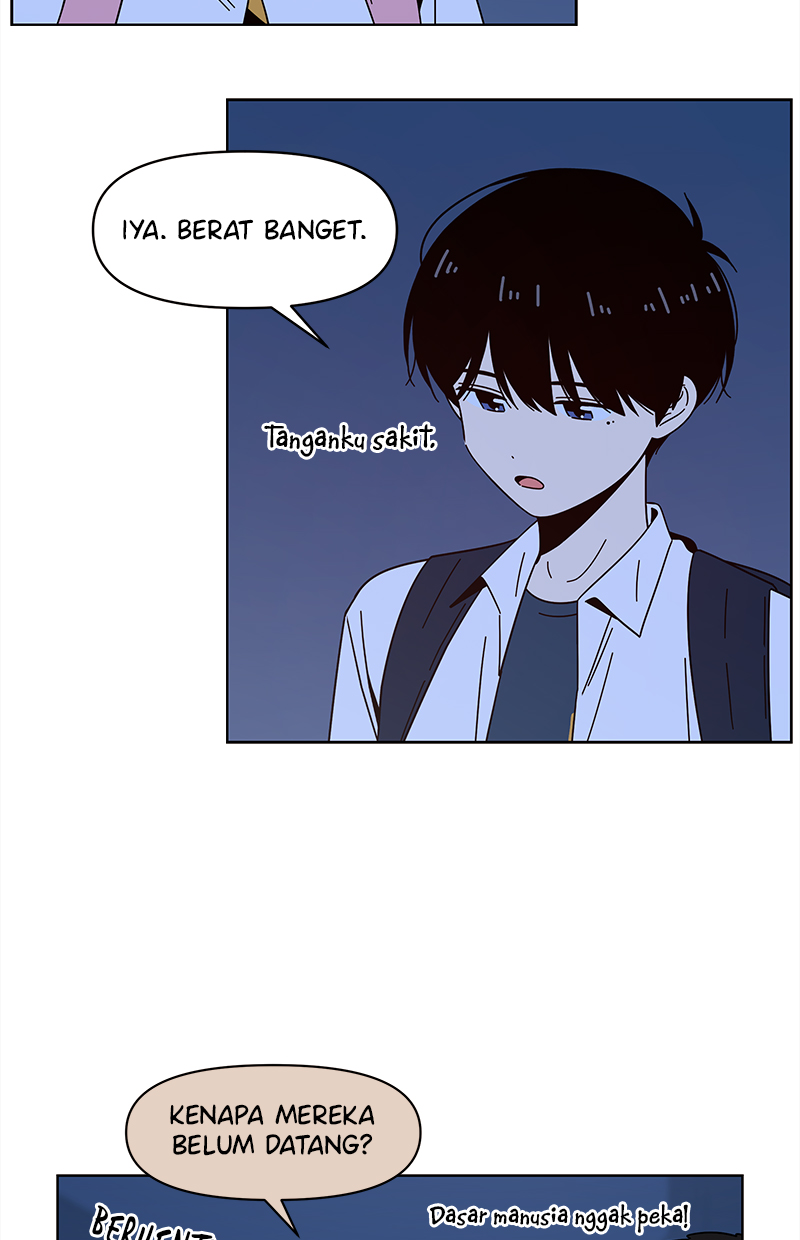 IYA. BERAT BANGET.
Tanganku sakit.
KENAPA MEREKA
BELUM DATANG?
Dasar manusia nggak peka!